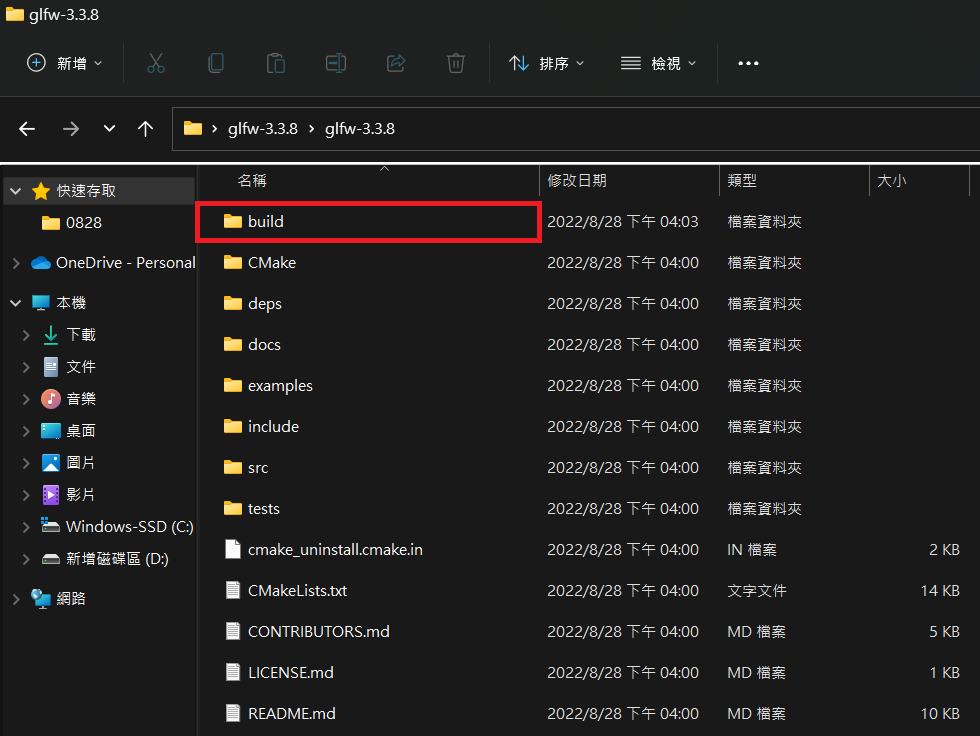 glfw-3.3.8
新增 排序 檢視
glfw-3.3.8 › glfw-3.3.8
名稱 修改日期 類型 大小
快速存取
0828
OneDrive - Personal
本機
下載
文件
音樂
桌面
圖片
影片
Windows-SSD (C:)
新增磁碟區 (D:)
網路
build 2022/8/28 下午 04:03 檔案資料夾
CMake 2022/8/28 下午 04:00 檔案資料夾
deps 2022/8/28 下午 04:00 檔案資料夾
docs 2022/8/28 下午 04:00 檔案資料夾
examples 2022/8/28 下午 04:00 檔案資料夾
include 2022/8/28 下午 04:00 檔案資料夾
src 2022/8/28 下午 04:00 檔案資料夾
tests 2022/8/28 下午 04:00 檔案資料夾
cmake_uninstall.cmake.in 2022/8/28 下午 04:00 IN 檔案 2 KB
CMakeLists.txt 2022/8/28 下午 04:00 文字文件 14 KB
CONTRIBUTORS.md 2022/8/28 下午 04:00 MD 檔案 5 KB
LICENSE.md 2022/8/28 下午 04:00 MD 檔案 1 KB
README.md 2022/8/28 下午 04:00 MD 檔案 10 KB